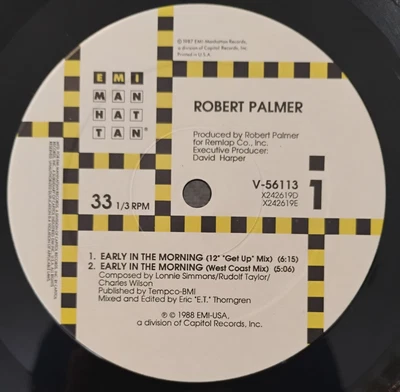 © 1987 EMI-Manhattan Records,
a division of Capitol Records, Inc.
Printed in U.S.A.
EMI
MAN
HAT
TAN®
ROBERT PALMER
Produced by Robert Palmer
for Remlap Co., Inc.
Executive Producer:
David Harper
33 1/3 RPM
V-56113
X242619D
X242619E
1
1. EARLY IN THE MORNING (12" "Get Up" Mix) (6:15)
2. EARLY IN THE MORNING (West Coast Mix) (5:06)
Composed by Lonnie Simmons/Rudolf Taylor/
Charles Wilson
Published by Tempco-BMI
Mixed and Edited by Eric "E.T." Thorngren
℗ © 1988 EMI-USA,
a division of Capitol Records, Inc.